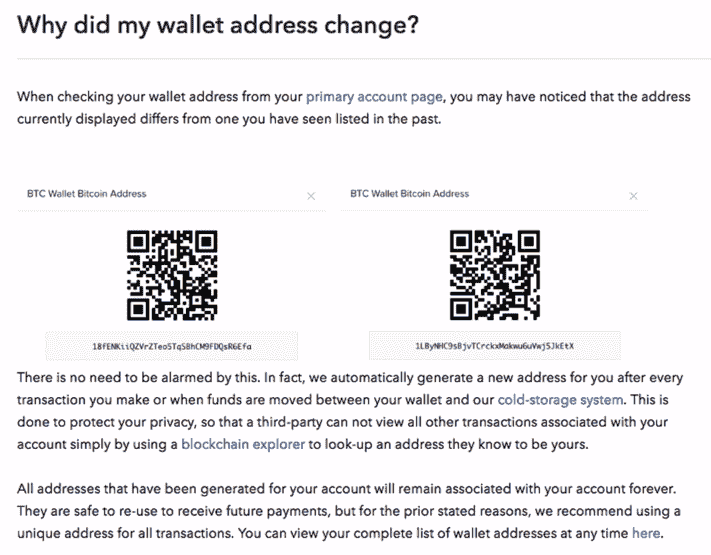 Why did my wallet address change?
When checking your wallet address from your primary account page, you may have noticed that the address
currently displayed differs from one you have seen listed in the past.
BTC Wallet Bitcoin Address ×
BTC Wallet Bitcoin Address ×
There is no need to be alarmed by this. In fact, we automatically generate a new address for you after every
transaction you make or when funds are moved between your wallet and our cold-storage system. This is
done to protect your privacy, so that a third-party can not view all other transactions associated with your
account simply by using a blockchain explorer to look-up an address they know to be yours.
All addresses that have been generated for your account will remain associated with your account forever.
They are safe to re-use to receive future payments, but for the prior stated reasons, we recommend using a
unique address for all transactions. You can view your complete list of wallet addresses at any time here.